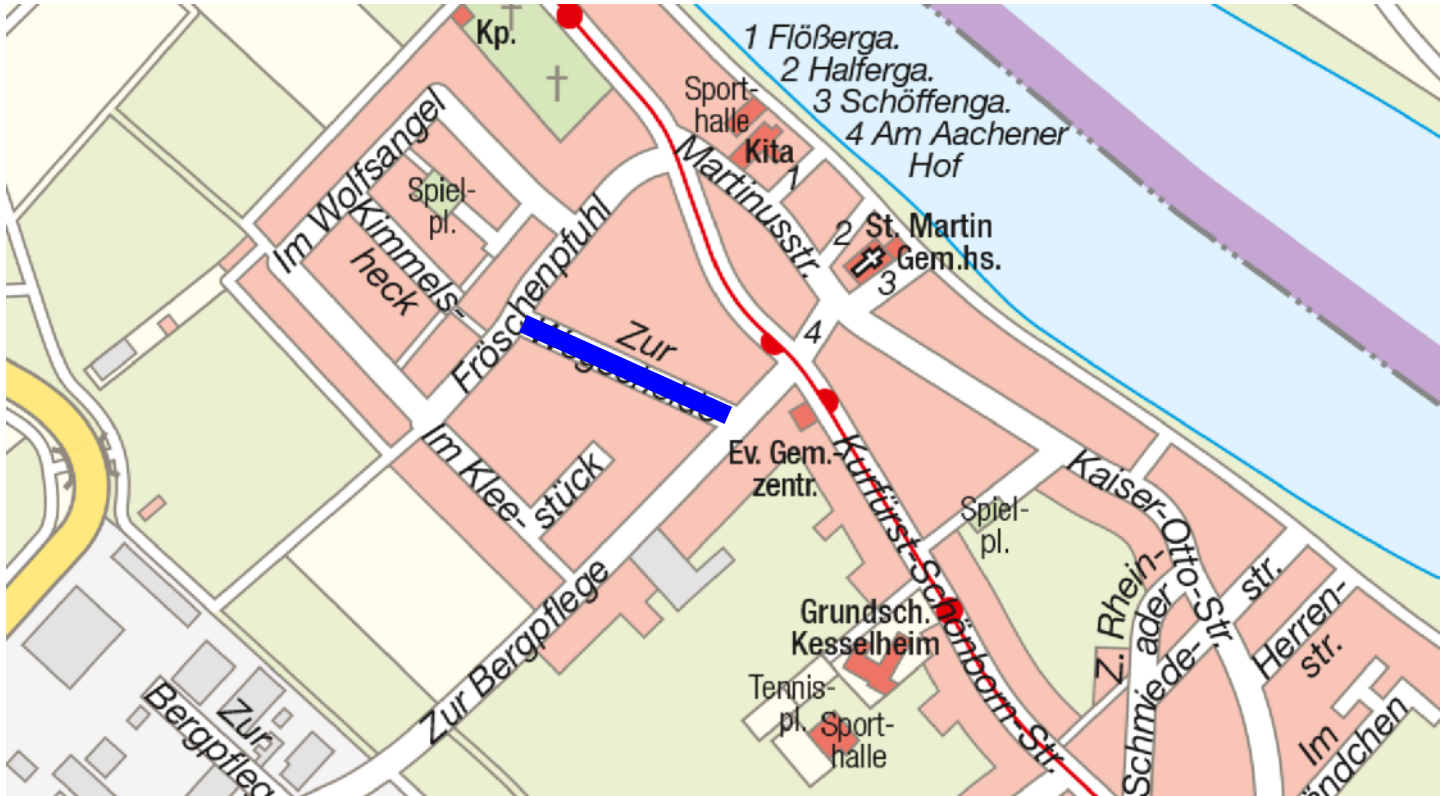 Kp.
1 Flößerga.
2 Halferga.
3 Schöffenga.
4 Am Aachener
Hof
Sport-
halle
Kita
1
Martinusstr.
2
St. Martin
Gem.hs.
3
4
Im Wolfsangel
Spiel-
pl.
Kimmels-
heck
Fröschenpfuhl
Zur
Im Klee-
stück
Ev. Gem.-
zentr.
Kurfürst-Schönborn-Str.
Kaiser-Otto-Str.
Spiel-
pl.
Z. Rhein-
ader
Schmiede-
str.
Herren-
str.
Grundsch.
Kesselheim
Tennis-
pl.
Sport-
halle
Zur Bergpflege
Zur
Bergpflege
Im